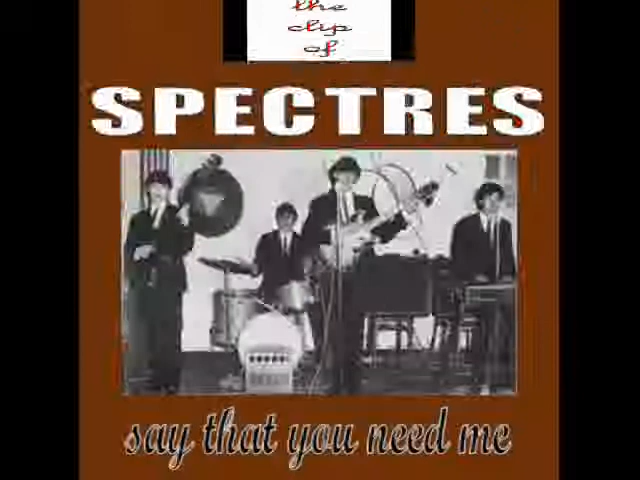 the
clip
of
SPECTRES
say that you need me